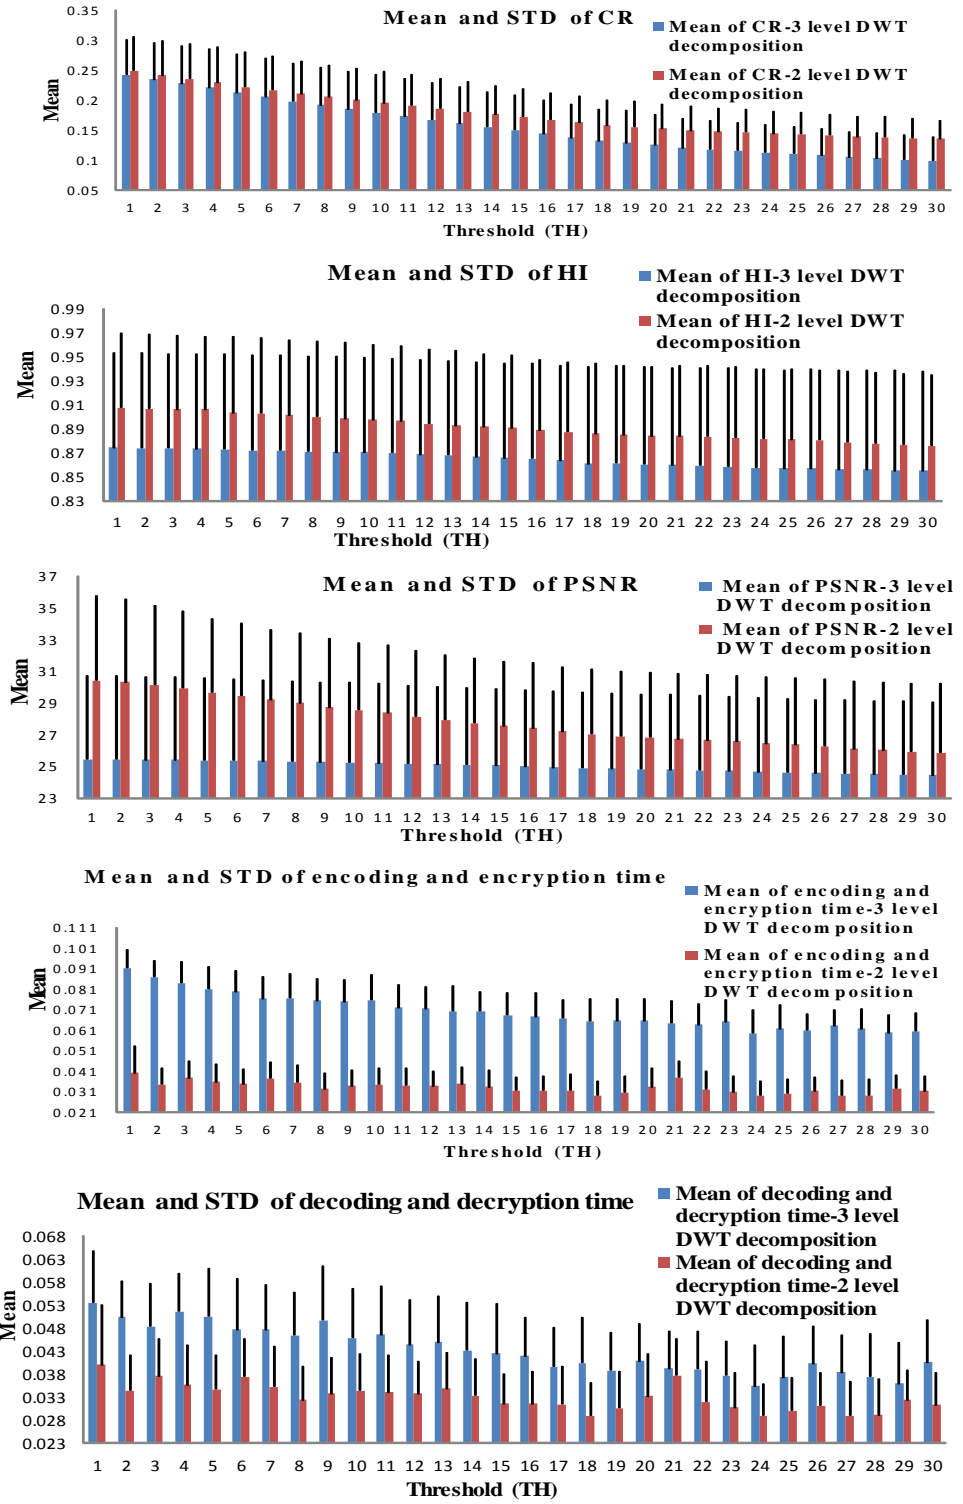 Mean and STD of CR
Mean of CR-3 level DWT
decomposition
Mean of CR-2 level DWT
decomposition
Mean
0.35
0.3
0.25
0.2
0.15
0.1
0.05
1 2 3 4 5 6 7 8 9 10 11 12 13 14 15 16 17 18 19 20 21 22 23 24 25 26 27 28 29 30
Threshold (TH)
Mean and STD of HI
Mean of HI-3 level DWT
decomposition
Mean of HI-2 level DWT
decomposition
Mean
0.99
0.97
0.95
0.93
0.91
0.89
0.87
0.85
0.83
1 2 3 4 5 6 7 8 9 10 11 12 13 14 15 16 17 18 19 20 21 22 23 24 25 26 27 28 29 30
Threshold (TH)
Mean and STD of PSNR
Mean of PSNR-3 level
DWT decomposition
Mean of PSNR-2 level
DWT decomposition
Mean
37
35
33
31
29
27
25
23
1 2 3 4 5 6 7 8 9 10 11 12 13 14 15 16 17 18 19 20 21 22 23 24 25 26 27 28 29 30
Threshold (TH)
Mean and STD of encoding and encryption time
Mean of encoding and
encryption time-3 level
DWT decomposition
Mean of encoding and
encryption time-2 level
DWT decomposition
Mean
0.111
0.101
0.091
0.081
0.071
0.061
0.051
0.041
0.031
0.021
1 2 3 4 5 6 7 8 9 10 11 12 13 14 15 16 17 18 19 20 21 22 23 24 25 26 27 28 29 30
Threshold (TH)
Mean and STD of decoding and decryption time
Mean of decoding and
decryption time-3 level
DWT decomposition
Mean of decoding and
decryption time-2 level
DWT decomposition
Mean
0.068
0.063
0.058
0.053
0.048
0.043
0.038
0.033
0.028
0.023
1 2 3 4 5 6 7 8 9 10 11 12 13 14 15 16 17 18 19 20 21 22 23 24 25 26 27 28 29 30
Threshold (TH)